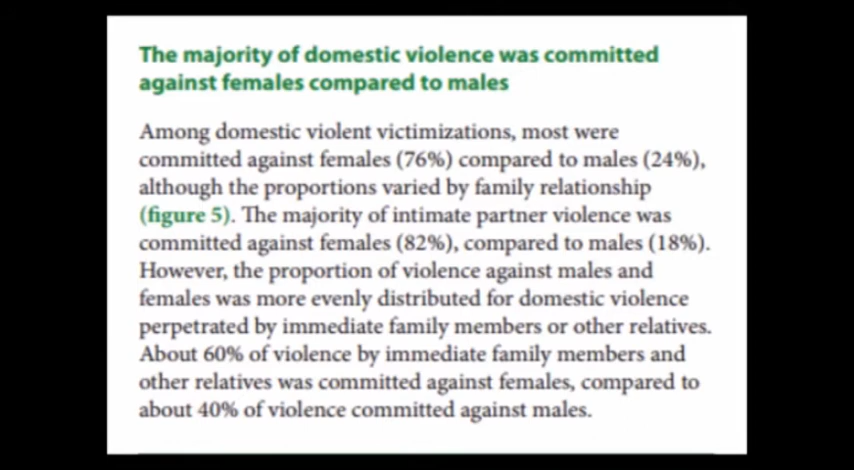 The majority of domestic violence was committed
against females compared to males
Among domestic violent victimizations, most were
committed against females (76%) compared to males (24%),
although the proportions varied by family relationship
(figure 5). The majority of intimate partner violence was
committed against females (82%), compared to males (18%).
However, the proportion of violence against males and
females was more evenly distributed for domestic violence
perpetrated by immediate family members or other relatives.
About 60% of violence by immediate family members and
other relatives was committed against females, compared to
about 40% of violence committed against males.